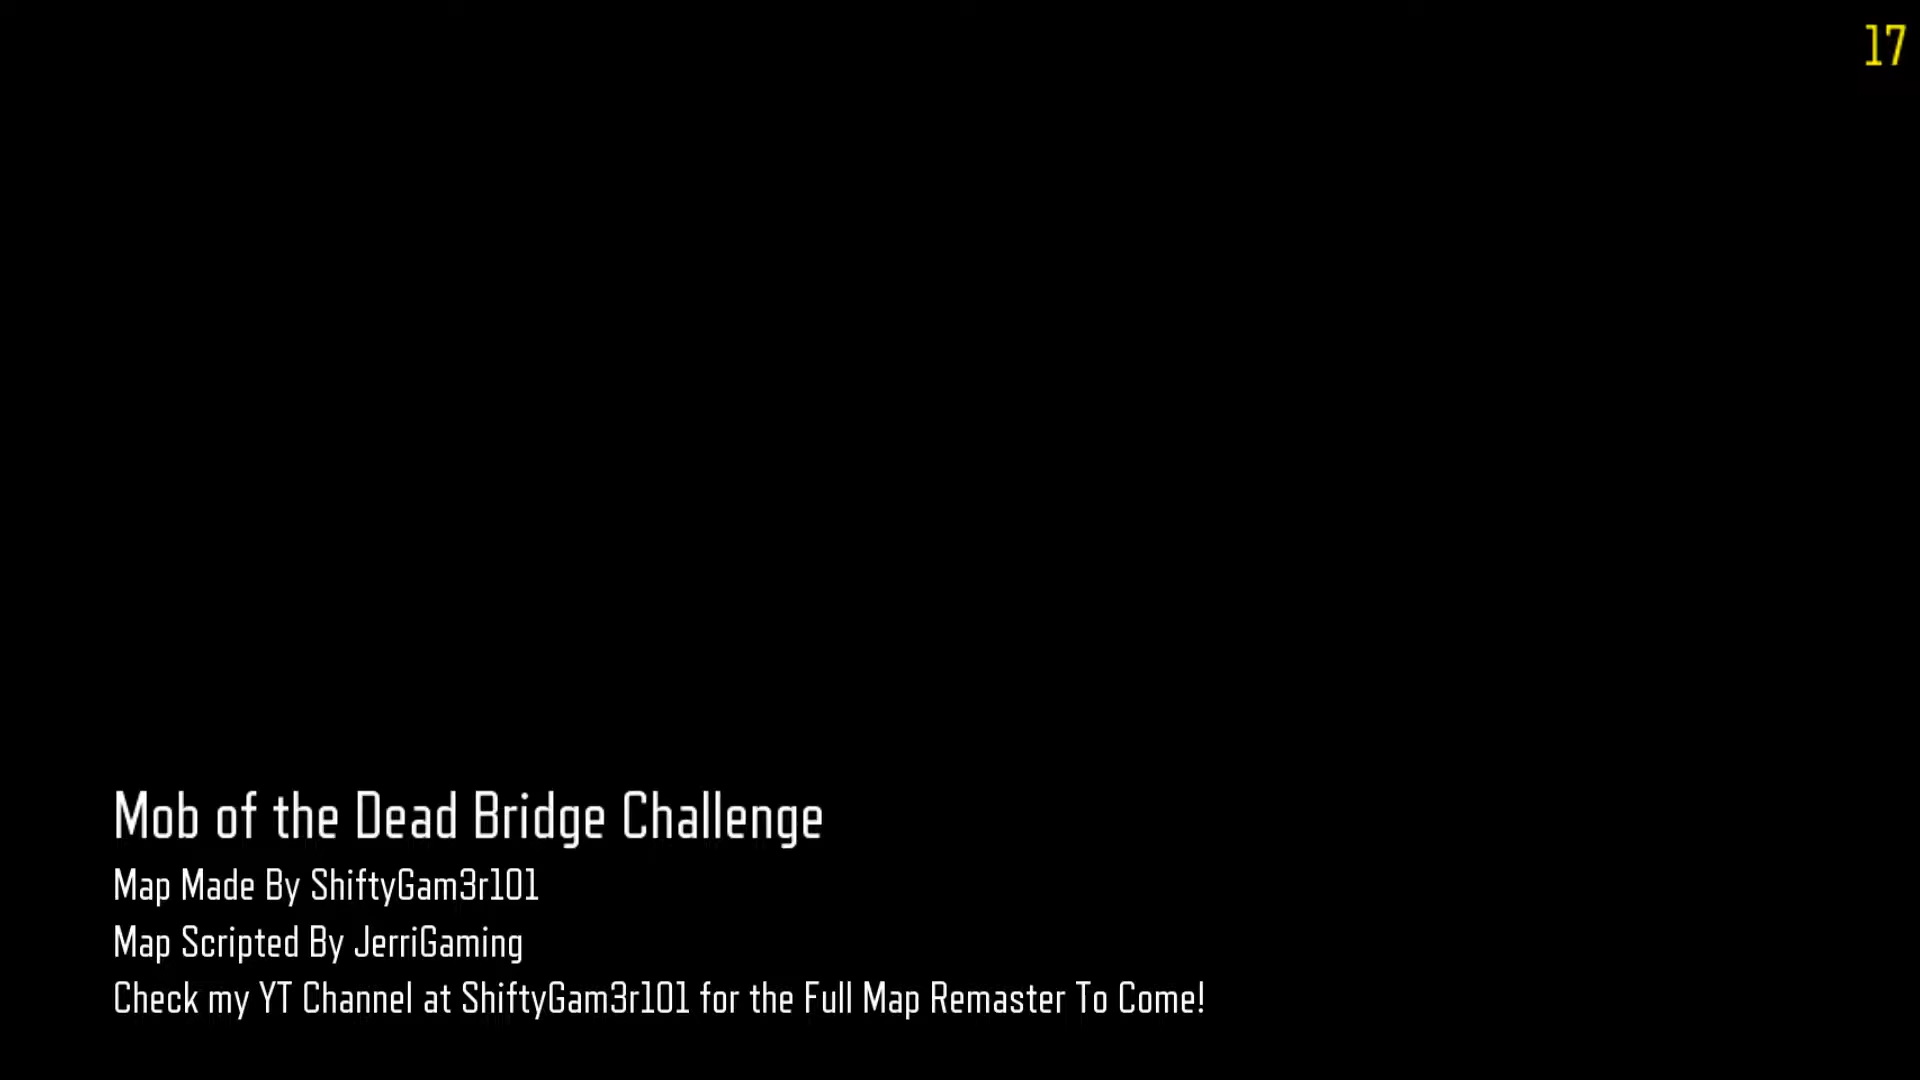 17
Mob of the Dead Bridge Challenge
Map Made By ShiftyGam3r101
Map Scripted By JerriGaming
Check my YT Channel at ShiftyGam3r101 for the Full Map Remaster To Come!